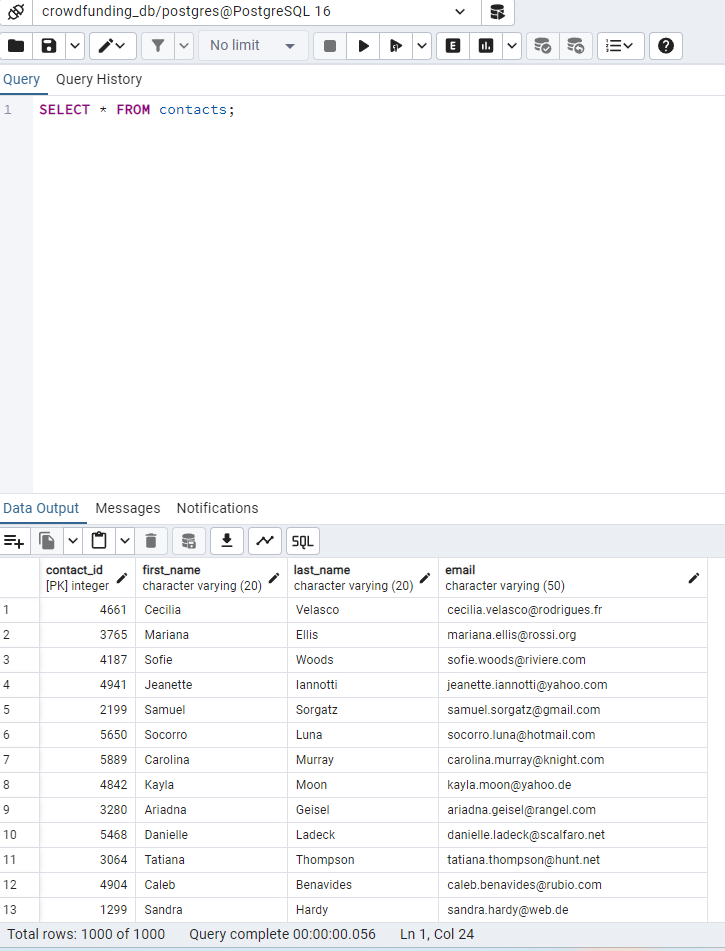 crowdfunding_db/postgres@PostgreSQL 16
No limit
E
Query Query History
1 SELECT * FROM contacts;
Data Output Messages Notifications
SQL
contact_id first_name last_name email
[PK] integer character varying (20) character varying (20) character varying (50)
1 4661 Cecilia Velasco cecilia.velasco@rodrigues.fr
2 3765 Mariana Ellis mariana.ellis@rossi.org
3 4187 Sofie Woods sofie.woods@riviere.com
4 4941 Jeanette Iannotti jeanette.iannotti@yahoo.com
5 2199 Samuel Sorgatz samuel.sorgatz@gmail.com
6 5650 Socorro Luna socorro.luna@hotmail.com
7 5889 Carolina Murray carolina.murray@knight.com
8 4842 Kayla Moon kayla.moon@yahoo.de
9 3280 Ariadna Geisel ariadna.geisel@rangel.com
10 5468 Danielle Ladeck danielle.ladeck@scalfaro.net
11 3064 Tatiana Thompson tatiana.thompson@hunt.net
12 4904 Caleb Benavides caleb.benavides@rubio.com
13 1299 Sandra Hardy sandra.hardy@web.de
Total rows: 1000 of 1000 Query complete 00:00:00.056 Ln 1, Col 24